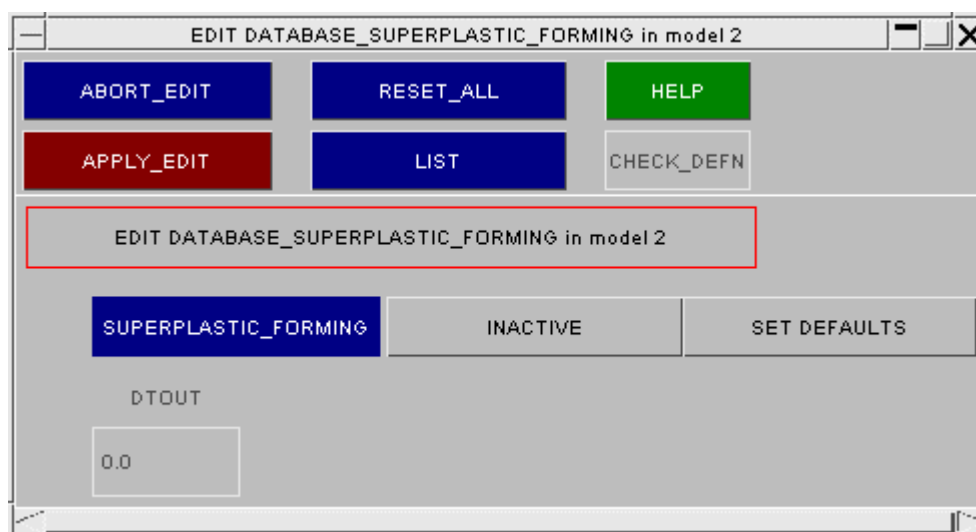 EDIT DATABASE_SUPERPLASTIC_FORMING in model 2
ABORT_EDIT RESET_ALL HELP
APPLY_EDIT LIST CHECK_DEFN
EDIT DATABASE_SUPERPLASTIC_FORMING in model 2
SUPERPLASTIC_FORMING INACTIVE SET DEFAULTS
DTOUT
0.0